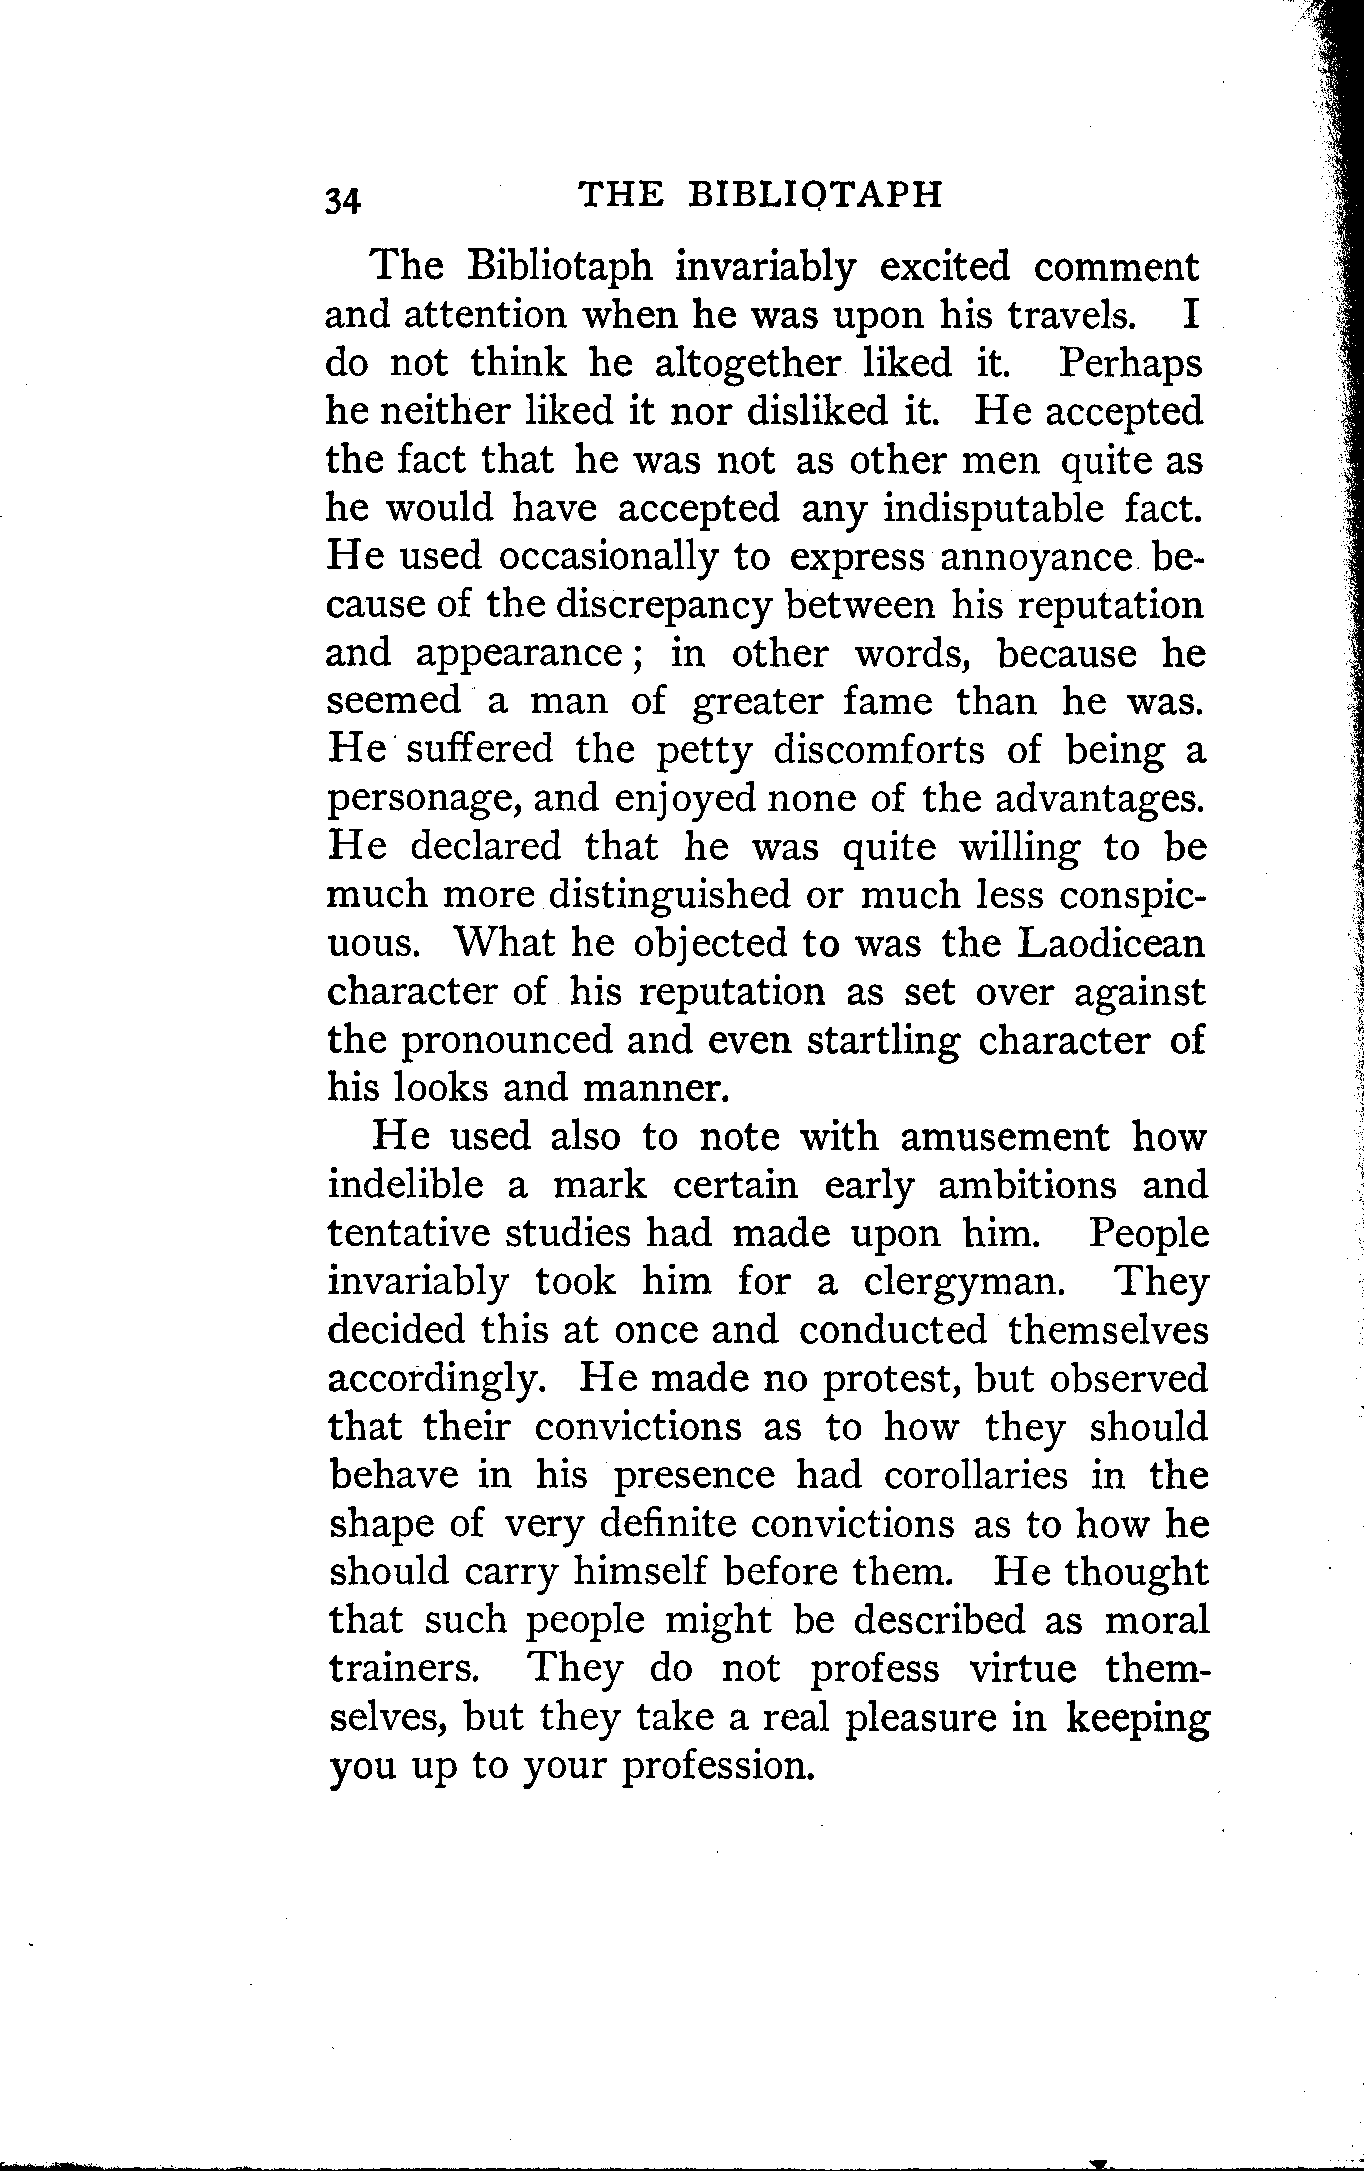 34 THE BIBLIOTAPH
The Bibliotaph invariably excited comment
and attention when he was upon his travels. I
do not think he altogether liked it. Perhaps
he neither liked it nor disliked it. He accepted
the fact that he was not as other men quite as
he would have accepted any indisputable fact.
He used occasionally to express annoyance be-
cause of the discrepancy between his reputation
and appearance; in other words, because he
seemed a man of greater fame than he was.
He suffered the petty discomforts of being a
personage, and enjoyed none of the advantages.
He declared that he was quite willing to be
much more distinguished or much less conspic-
uous. What he objected to was the Laodicean
character of his reputation as set over against
the pronounced and even startling character of
his looks and manner.
He used also to note with amusement how
indelible a mark certain early ambitions and
tentative studies had made upon him. People
invariably took him for a clergyman. They
decided this at once and conducted themselves
accordingly. He made no protest, but observed
that their convictions as to how they should
behave in his presence had corollaries in the
shape of very definite convictions as to how he
should carry himself before them. He thought
that such people might be described as moral
trainers. They do not profess virtue them-
selves, but they take a real pleasure in keeping
you up to your profession.